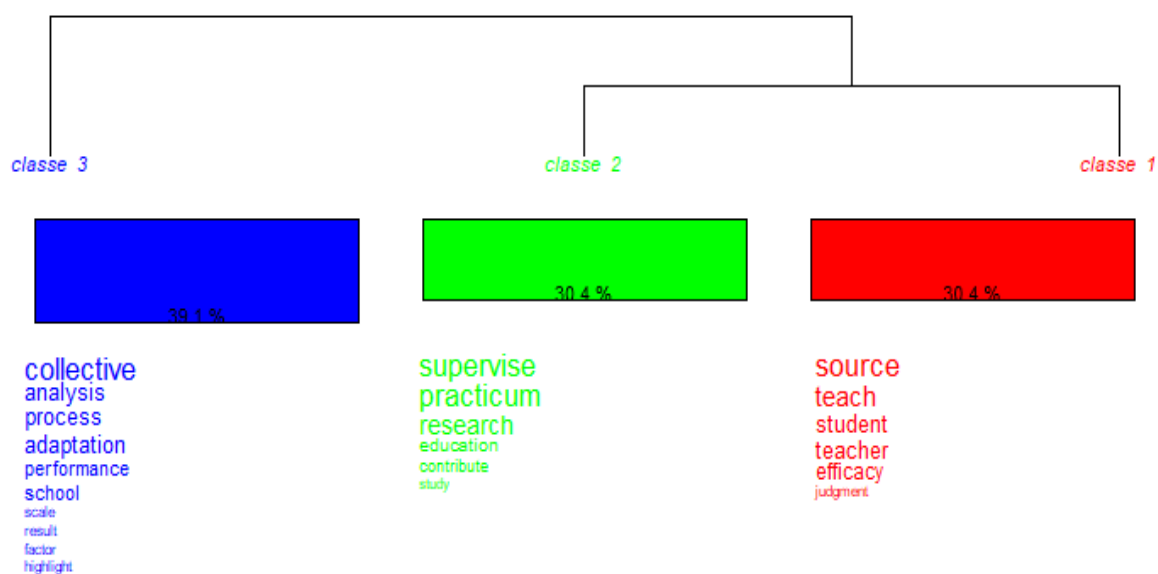 classe 3
classe 2
classe 1
39.1 %
30.4 %
30.4 %
collective
analysis
process
adaptation
performance
school
scale
result
factor
highlight
supervise
practicum
research
education
contribute
study
source
teach
student
teacher
efficacy
judgment